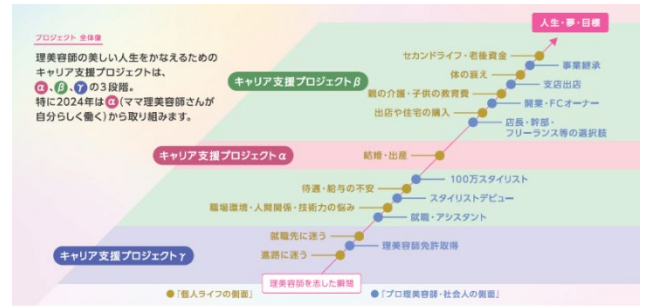 プロジェクト 全体像
理美容師の美しい人生をかなえるための
キャリア支援プロジェクトは、
α、β、γの3段階。
特に2024年はα(ママ理美容師さんが
自分らしく働く)から取り組みます。
人生・夢・目標
セカンドライフ・老後資金
事業継承
体の衰え
支店出店
キャリア支援プロジェクトβ
親の介護・子供の教育費
開業・FCオーナー
出店や住宅の購入
店長・幹部・
フリーランス等の選択肢
キャリア支援プロジェクトα
結婚・出産
100万スタイリスト
待遇・給与の不安
スタイリストデビュー
職場環境・人間関係・技術力の悩み
就職・アシスタント
就職先に迷う
理美容師免許取得
キャリア支援プロジェクトγ
進路に迷う
理美容師を志した瞬間
「個人ライフの側面」
「プロ理美容師・社会人の側面」